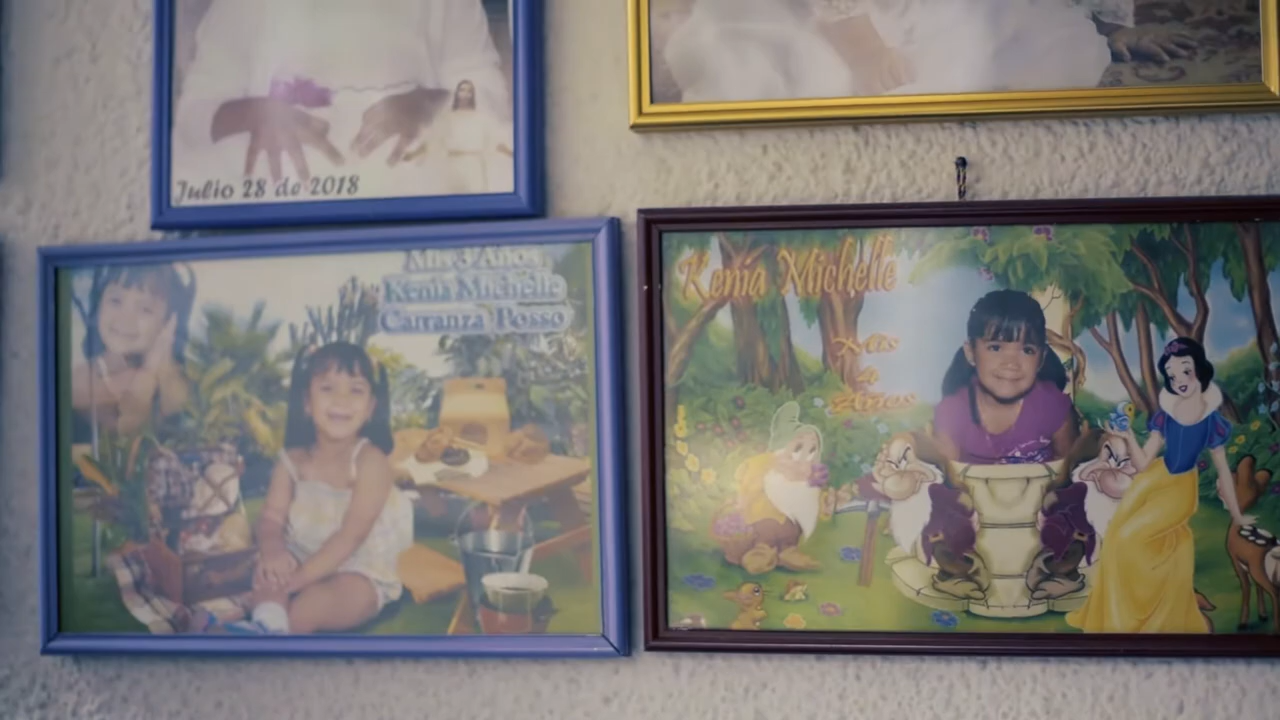 Julio 28 de 2018
Mis 3 Años
Kenia Michelle
Carranza Posso
Kenia Michelle
Mis
4
Años